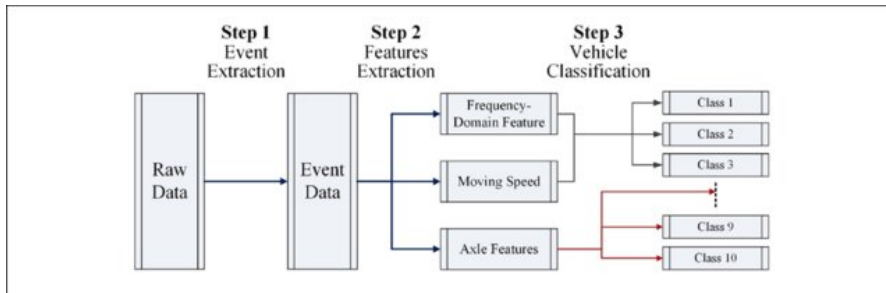 Step 1
Event
Extraction
Step 2
Features
Extraction
Step 3
Vehicle
Classification
Raw
Data
Event
Data
Frequency-
Domain Feature
Moving Speed
Axle Features
Class 1
Class 2
Class 3
Class 9
Class 10